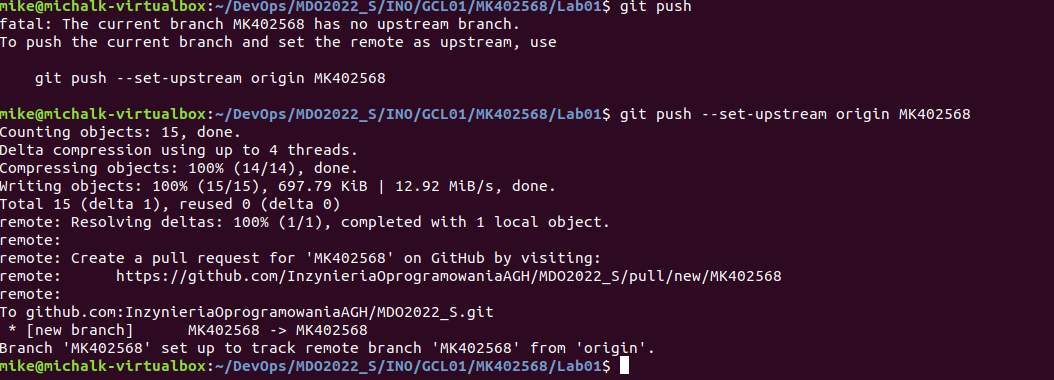 mike@michalk-virtualbox:~/DevOps/MDO2022_S/INO/GCL01/MK402568/Lab01$ git push
fatal: The current branch MK402568 has no upstream branch.
To push the current branch and set the remote as upstream, use

    git push --set-upstream origin MK402568

mike@michalk-virtualbox:~/DevOps/MDO2022_S/INO/GCL01/MK402568/Lab01$ git push --set-upstream origin MK402568
Counting objects: 15, done.
Delta compression using up to 4 threads.
Compressing objects: 100% (14/14), done.
Writing objects: 100% (15/15), 697.79 KiB | 12.92 MiB/s, done.
Total 15 (delta 1), reused 0 (delta 0)
remote: Resolving deltas: 100% (1/1), completed with 1 local object.
remote:
remote: Create a pull request for 'MK402568' on GitHub by visiting:
remote:      https://github.com/InzynieriaOprogramowaniaAGH/MDO2022_S/pull/new/MK402568
remote:
To github.com:InzynieriaOprogramowaniaAGH/MDO2022_S.git
 * [new branch]      MK402568 -> MK402568
Branch 'MK402568' set up to track remote branch 'MK402568' from 'origin'.
mike@michalk-virtualbox:~/DevOps/MDO2022_S/INO/GCL01/MK402568/Lab01$